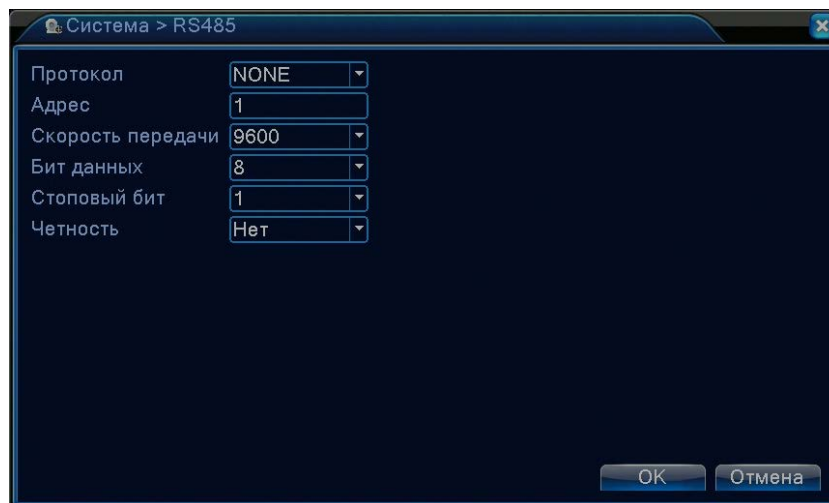 Система > RS485
Протокол NONE
Адрес 1
Скорость передачи 9600
Бит данных 8
Стоповый бит 1
Четность Нет
OK Отмена